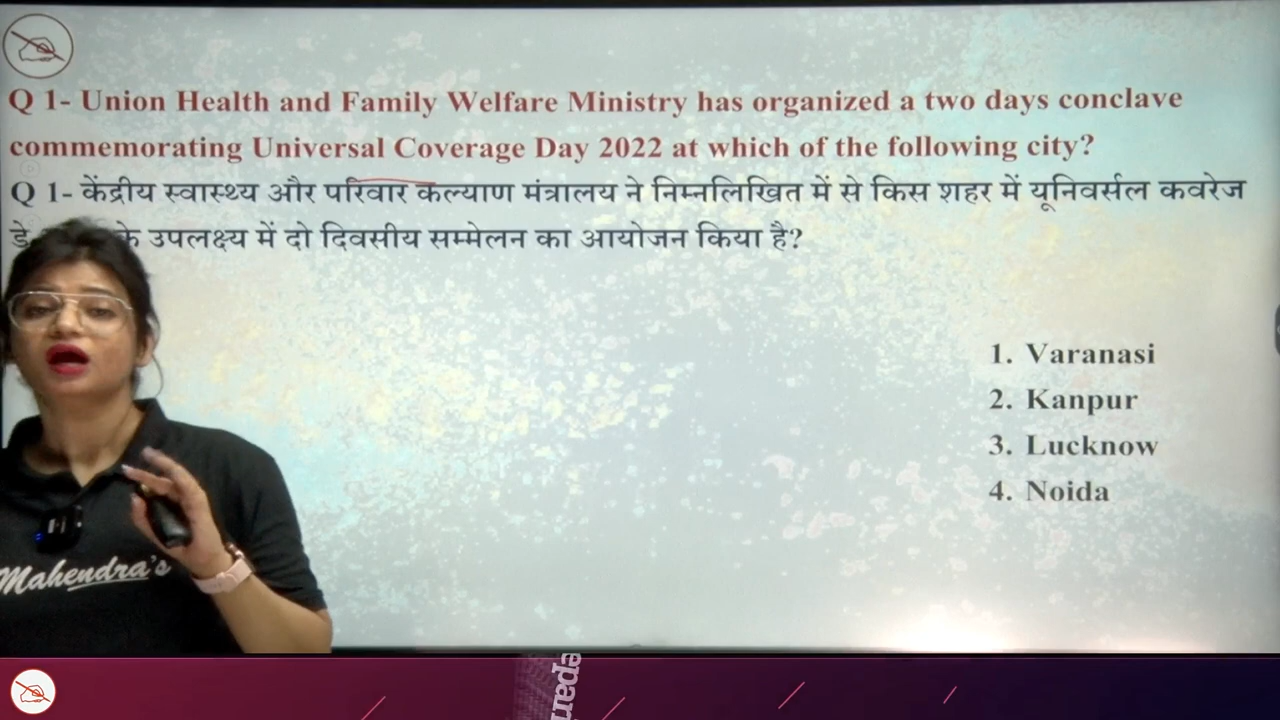 Q 1- Union Health and Family Welfare Ministry has organized a two days conclave
commemorating Universal Coverage Day 2022 at which of the following city?
Q 1- केंद्रीय स्वास्थ्य और परिवार कल्याण मंत्रालय ने निम्नलिखित में से किस शहर में यूनिवर्सल कवरेज
डे के उपलक्ष्य में दो दिवसीय सम्मेलन का आयोजन किया है?
1. Varanasi
2. Kanpur
3. Lucknow
4. Noida
Mahendra's
epar